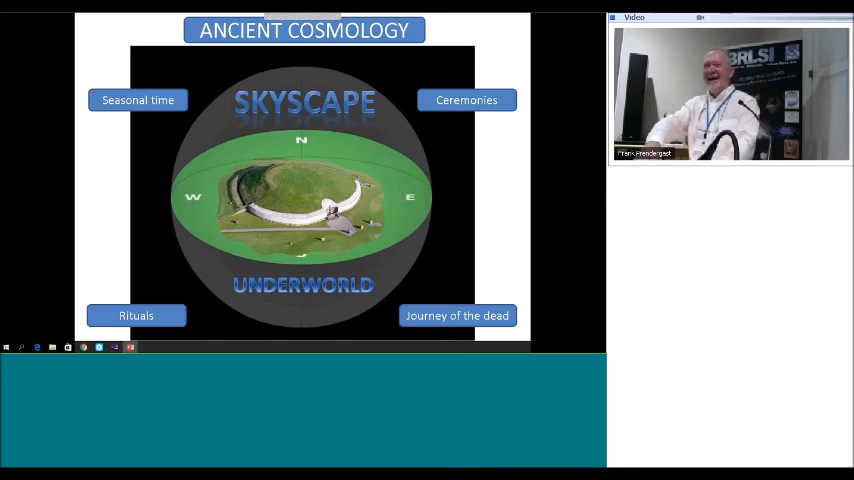 ANCIENT COSMOLOGY
Seasonal time
SKYSCAPE
Ceremonies
N
W
E
UNDERWORLD
Rituals
Journey of the dead
Video
BRLSI
Frank Prendergast